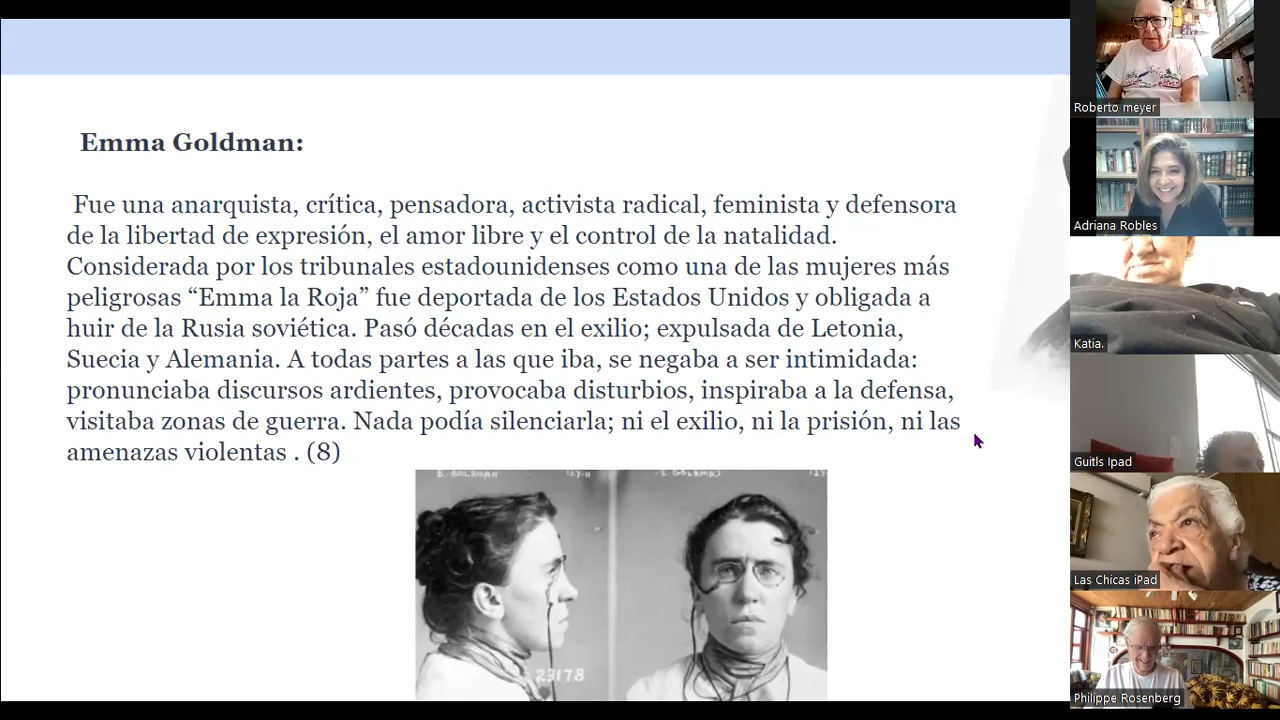 Emma Goldman:
Fue una anarquista, crítica, pensadora, activista radical, feminista y defensora
de la libertad de expresión, el amor libre y el control de la natalidad.
Considerada por los tribunales estadounidenses como una de las mujeres más
peligrosas “Emma la Roja” fue deportada de los Estados Unidos y obligada a
huir de la Rusia soviética. Pasó décadas en el exilio; expulsada de Letonia,
Suecia y Alemania. A todas partes a las que iba, se negaba a ser intimidada:
pronunciaba discursos ardientes, provocaba disturbios, inspiraba a la defensa,
visitaba zonas de guerra. Nada podía silenciarla; ni el exilio, ni la prisión, ni las
amenazas violentas . (8)
23178
Roberto meyer
Adriana Robles
Katia.
Guitls Ipad
Las Chicas iPad
Philippe Rosenberg